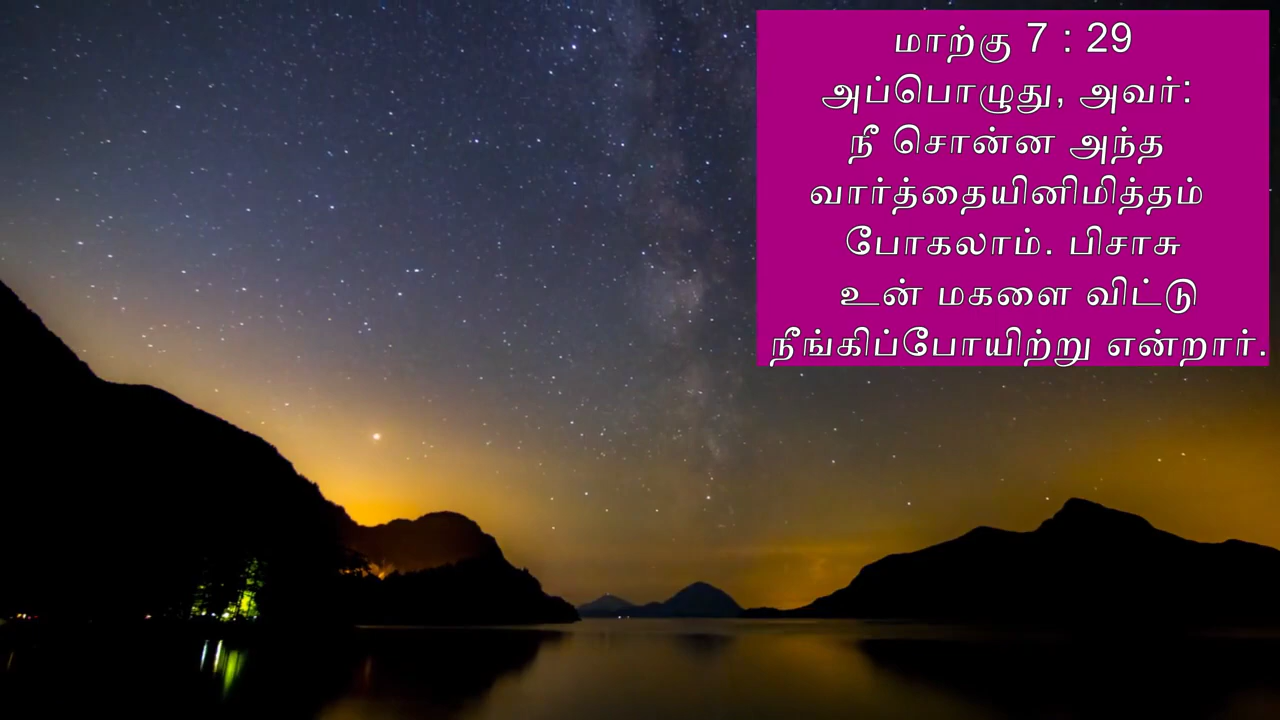 மாற்கு 7 : 29
அப்பொழுது, அவர்:
நீ சொன்ன அந்த
வார்த்தையினிமித்தம்
போகலாம். பிசாசு
உன் மகளை விட்டு
நீங்கிப்போயிற்று என்றார்.